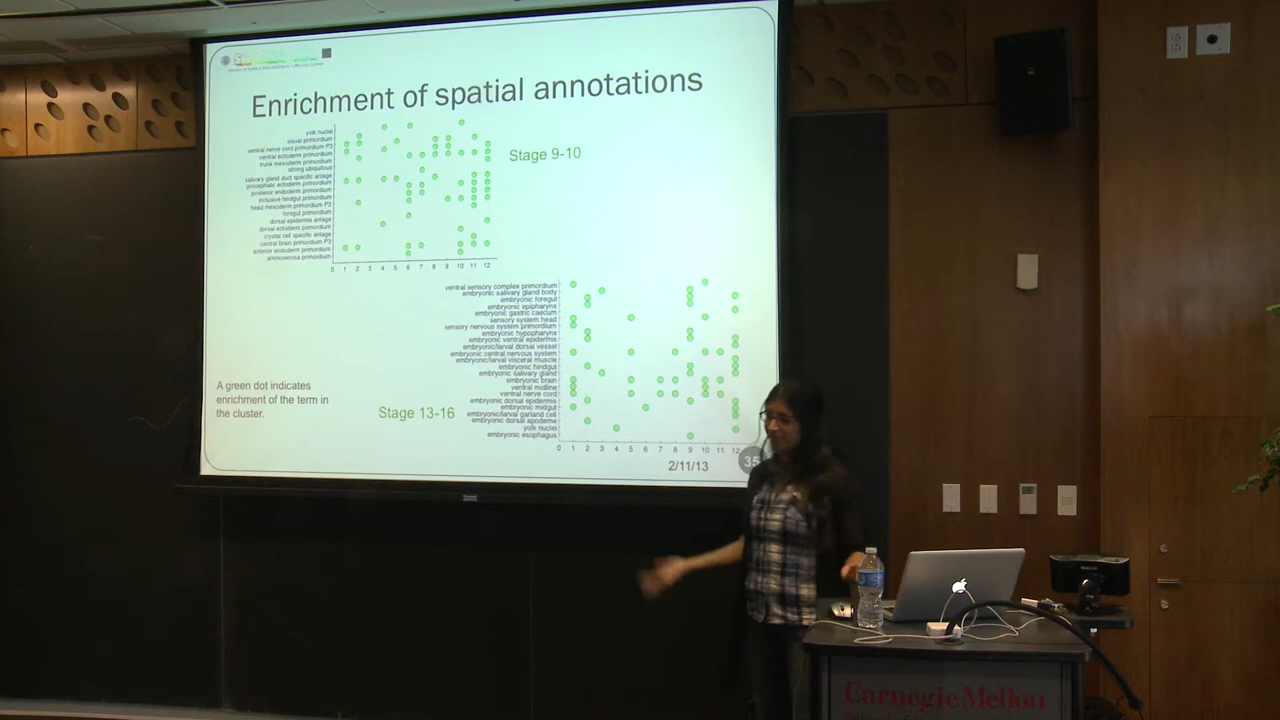 Enrichment of spatial annotations
yolk nuclei
visual primordium
ventral nerve cord primordium P3
ventral ectoderm primordium
trunk mesoderm primordium
strong ubiquitous
salivary gland duct specific anlage
procephalic ectoderm primordium
posterior endoderm primordium
inclusive hindgut primordium
head mesoderm primordium P2
foregut primordium
dorsal epidermis anlage
dorsal ectoderm primordium
crystal cell specific anlage
central brain primordium P3
anterior endoderm primordium
amnioserosa primordium
0 1 2 3 4 5 6 7 8 9 10 11 12
Stage 9-10
ventral sensory complex primordium
embryonic salivary gland body
embryonic foregut
embryonic epipharynx
embryonic gastric caecum
sensory system head
sensory nervous system primordium
embryonic hypopharynx
embryonic ventral epidermis
embryonic/larval dorsal vessel
embryonic central nervous system
embryonic/larval visceral muscle
embryonic hindgut
embryonic salivary gland
embryonic brain
ventral midline
ventral nerve cord
embryonic dorsal epidermis
embryonic midgut
embryonic/larval garland cell
embryonic dorsal apodeme
yolk nuclei
embryonic esophagus
0 1 2 3 4 5 6 7 8 9 10 11 12
A green dot indicates
enrichment of the term in
the cluster.
Stage 13-16
2/11/13
35
Carnegie Mellon